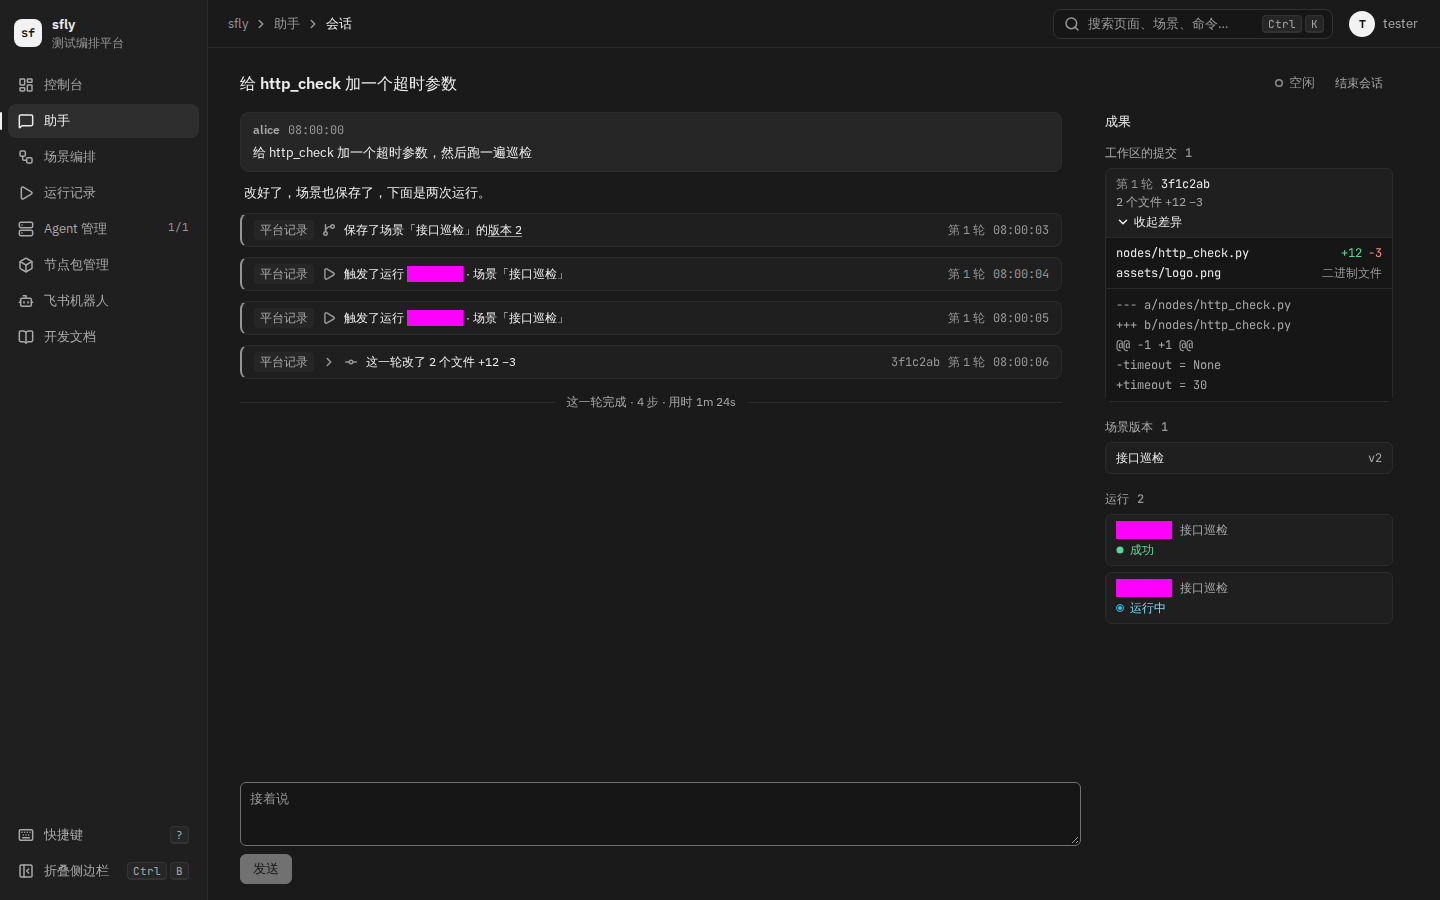 sf
sfly
测试编排平台
控制台
助手
场景编排
运行记录
Agent 管理 1/1
节点包管理
飞书机器人
开发文档
快捷键 ?
折叠侧边栏 Ctrl B
sfly > 助手 > 会话
搜索页面、场景、命令... Ctrl K
T tester
给 http_check 加一个超时参数
空闲 结束会话
alice 08:00:00
给 http_check 加一个超时参数，然后跑一遍巡检
改好了，场景也保存了，下面是两次运行。
平台记录 保存了场景「接口巡检」的版本 2 第 1 轮 08:00:03
平台记录 触发了运行 · 场景「接口巡检」 第 1 轮 08:00:04
平台记录 触发了运行 · 场景「接口巡检」 第 1 轮 08:00:05
平台记录 这一轮改了 2 个文件 +12 −3 3f1c2ab 第 1 轮 08:00:06
这一轮完成 · 4 步 · 用时 1m 24s
接着说
发送
成果
工作区的提交 1
第 1 轮 3f1c2ab
2 个文件 +12 −3
收起差异
nodes/http_check.py +12 -3
assets/logo.png 二进制文件
--- a/nodes/http_check.py
+++ b/nodes/http_check.py
@@ -1 +1 @@
-timeout = None
+timeout = 30
场景版本 1
接口巡检 v2
运行 2
接口巡检
成功
接口巡检
运行中